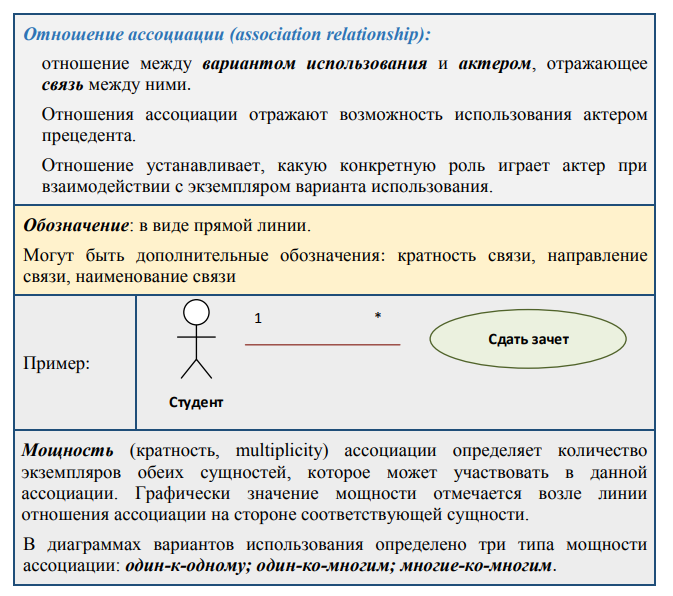 Отношение ассоциации (association relationship):
отношение между вариантом использования и актером, отражающее
связь между ними.
Отношения ассоциации отражают возможность использования актером
прецедента.
Отношение устанавливает, какую конкретную роль играет актер при
взаимодействии с экземпляром варианта использования.
Обозначение: в виде прямой линии.
Могут быть дополнительные обозначения: кратность связи, направление
связи, наименование связи
Пример:
1 *
Сдать зачет
Студент
Мощность (кратность, multiplicity) ассоциации определяет количество
экземпляров обеих сущностей, которое может участвовать в данной
ассоциации. Графически значение мощности отмечается возле линии
отношения ассоциации на стороне соответствующей сущности.
В диаграммах вариантов использования определено три типа мощности
ассоциации: один-к-одному; один-ко-многим; многие-ко-многим.